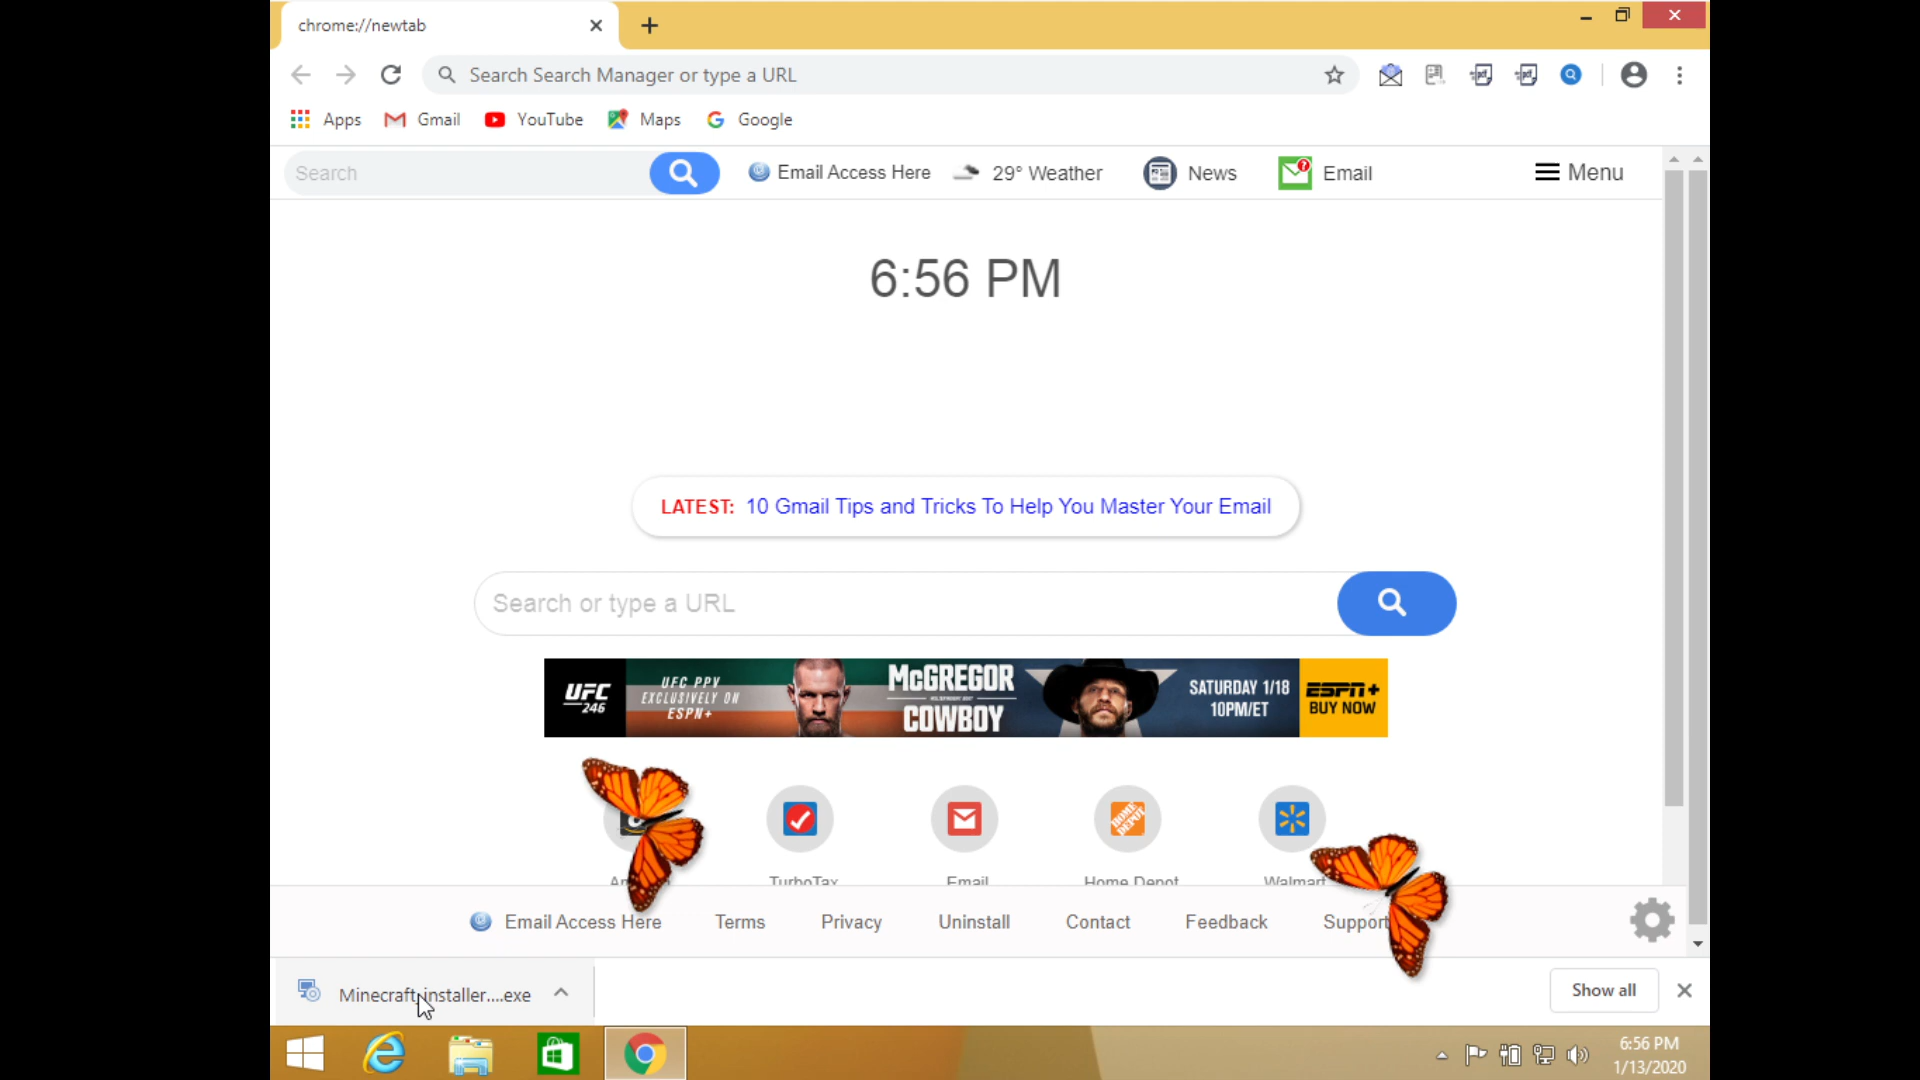 chrome://newtab
Search Search Manager or type a URL
Apps Gmail YouTube Maps Google
Search Email Access Here 29° Weather News Email Menu
6:56 PM
LATEST: 10 Gmail Tips and Tricks To Help You Master Your Email
Search or type a URL
UFC 246
UFC PPV
EXCLUSIVELY ON
ESPN+
McGREGOR
COWBOY
SATURDAY 1/18
10PM/ET
ESPN+
BUY NOW
TurboTax Email Home Depot Walmart
Email Access Here Terms Privacy Uninstall Contact Feedback Support
Minecraft_installer....exe Show all
6:56 PM
1/13/2020